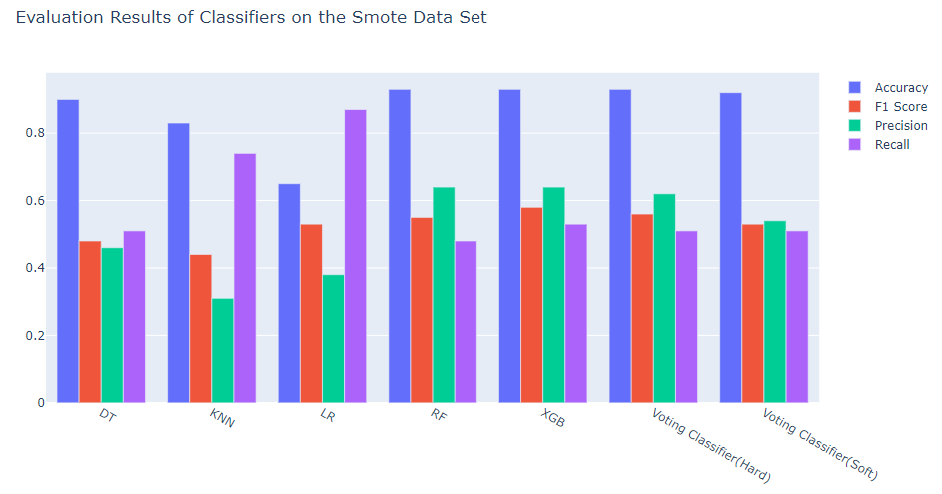 Evaluation Results of Classifiers on the Smote Data Set
Accuracy
F1 Score
Precision
Recall
0.8
0.6
0.4
0.2
0
DT
KNN
LR
RF
XGB
Voting Classifier(Hard)
Voting Classifier(Soft)